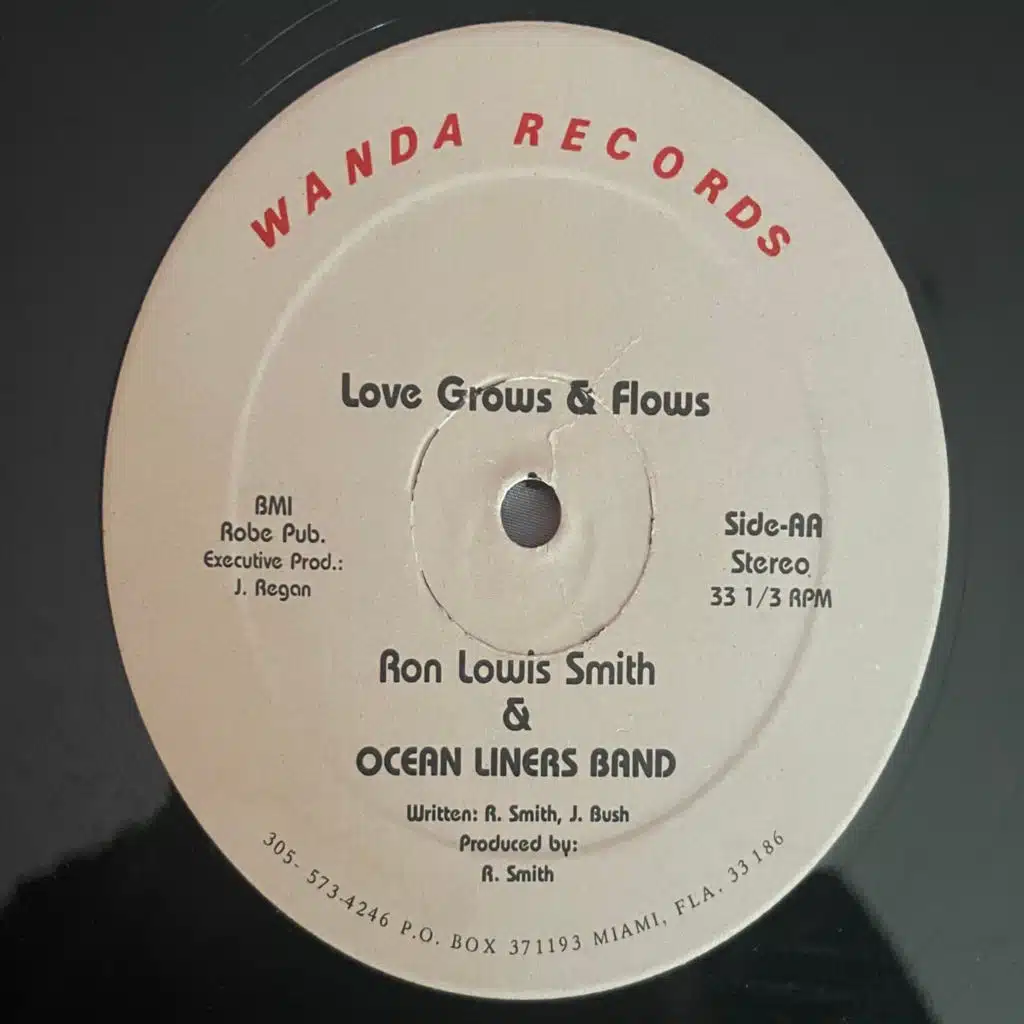 WANDA RECORDS
Love Grows & Flows
BMI
Robe Pub.
Executive Prod.:
J. Regan
Side-AA
Stereo
33 1/3 RPM
Ron Lowis Smith
&
OCEAN LINERS BAND
Written: R. Smith, J. Bush
Produced by:
R. Smith
305- 573-4246 P.O. BOX 371193 MIAMI, FLA. 33186